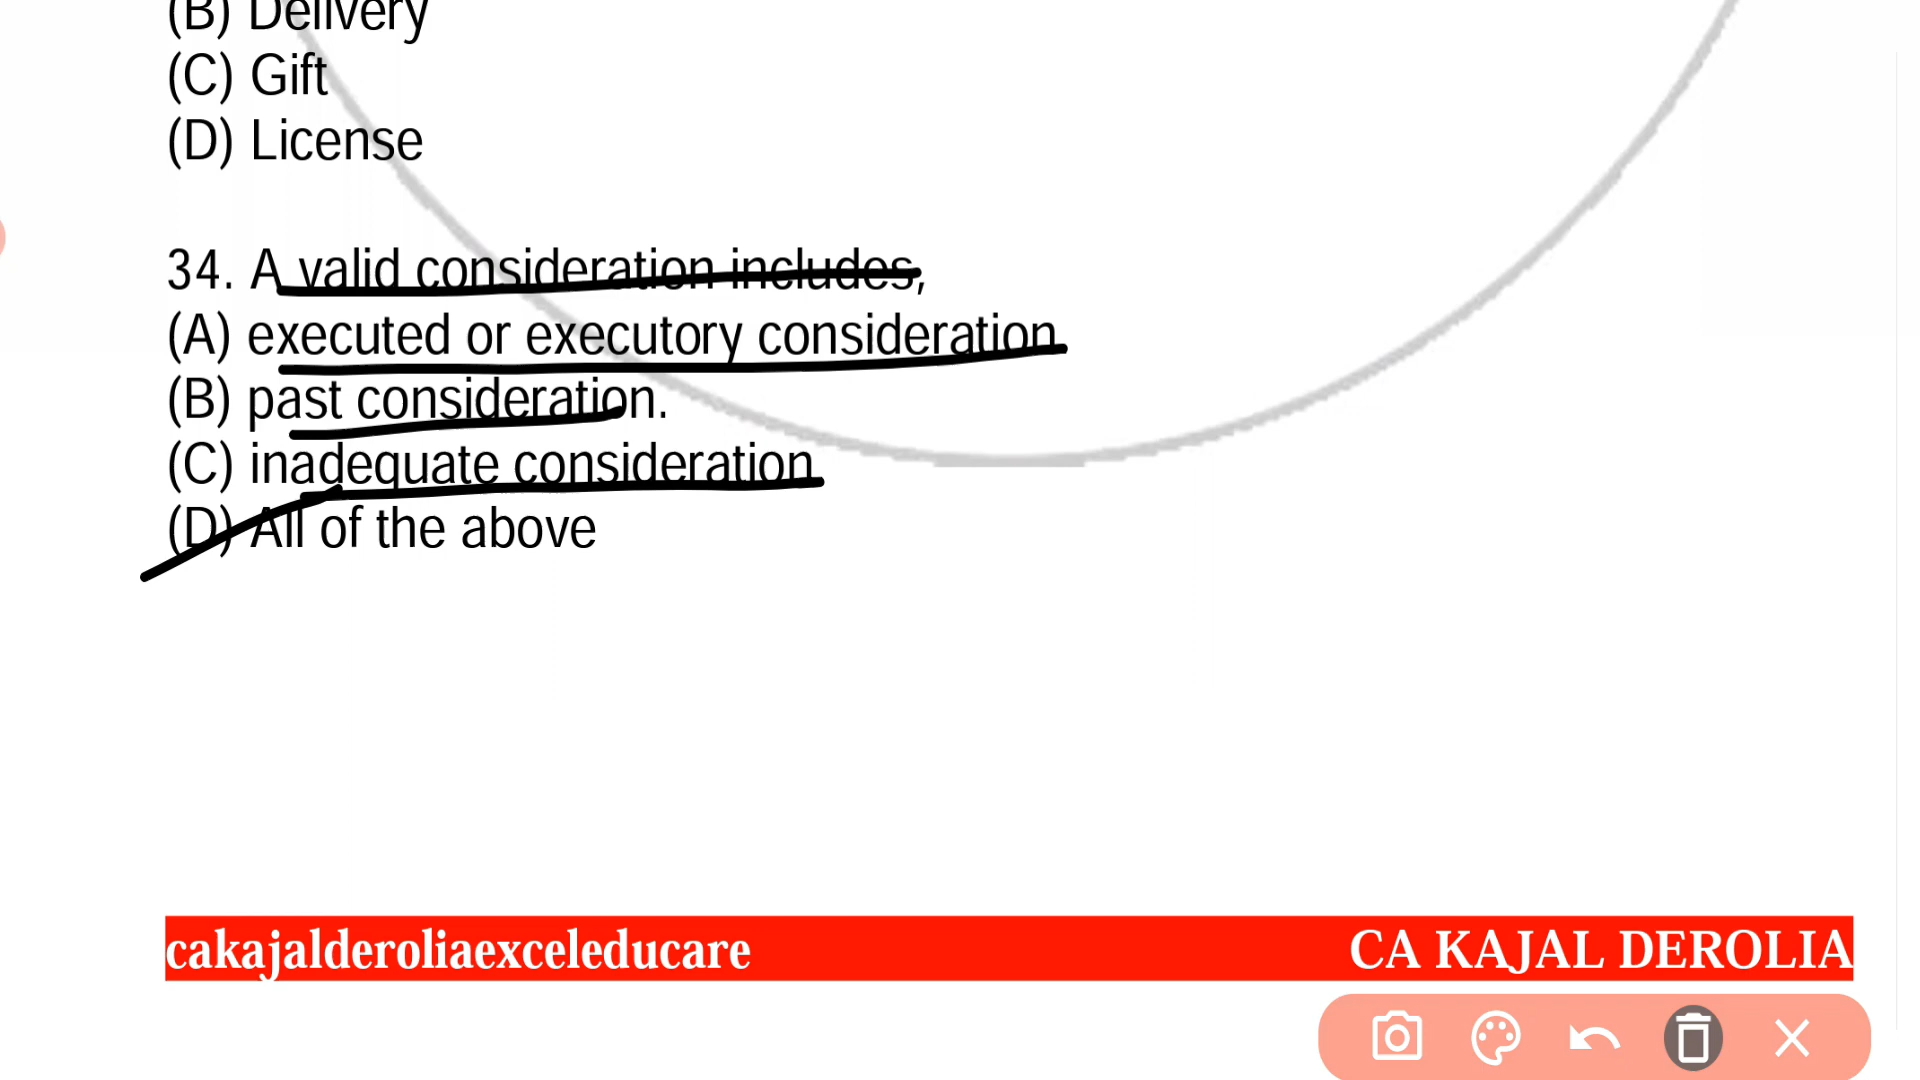 (B) Delivery
(C) Gift
(D) License
34. A valid consideration includes,
(A) executed or executory consideration
(B) past consideration.
(C) inadequate consideration
(D) All of the above
cakajalderoliaexceleducare
CA KAJAL DEROLIA